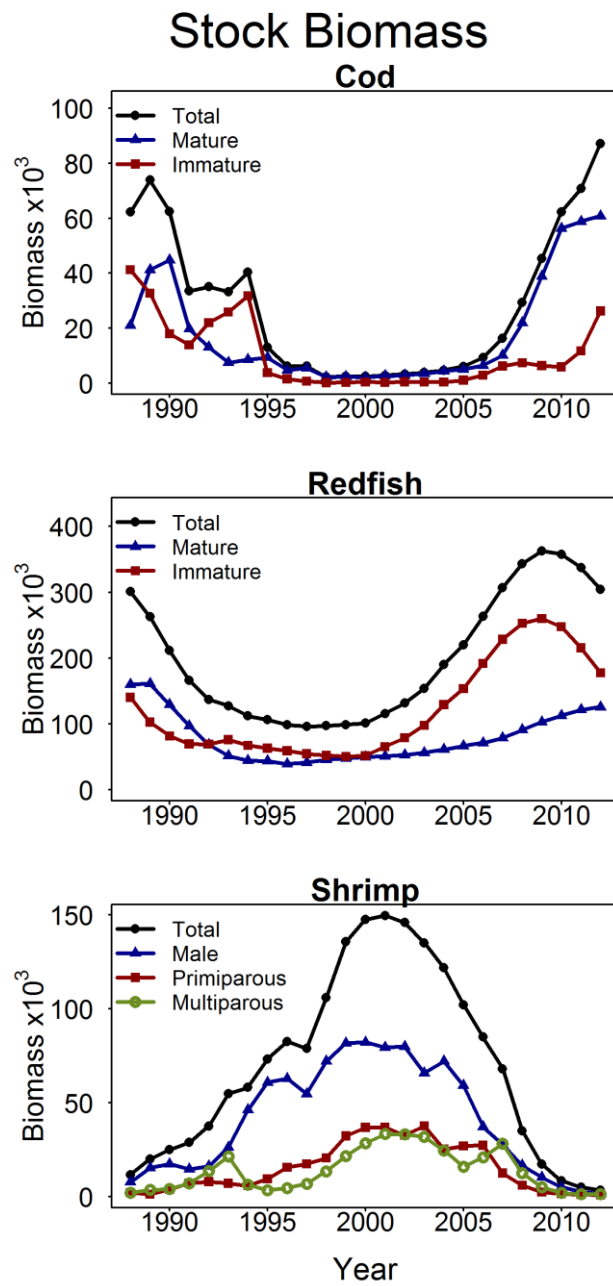 Stock Biomass
Cod
100
80
60
40
20
0
Biomass x10³
Total
Mature
Immature
1990 1995 2000 2005 2010
Redfish
400
300
200
100
0
Biomass x10³
Total
Mature
Immature
1990 1995 2000 2005 2010
Shrimp
150
100
50
0
Biomass x10³
Total
Male
Primiparous
Multiparous
1990 1995 2000 2005 2010
Year